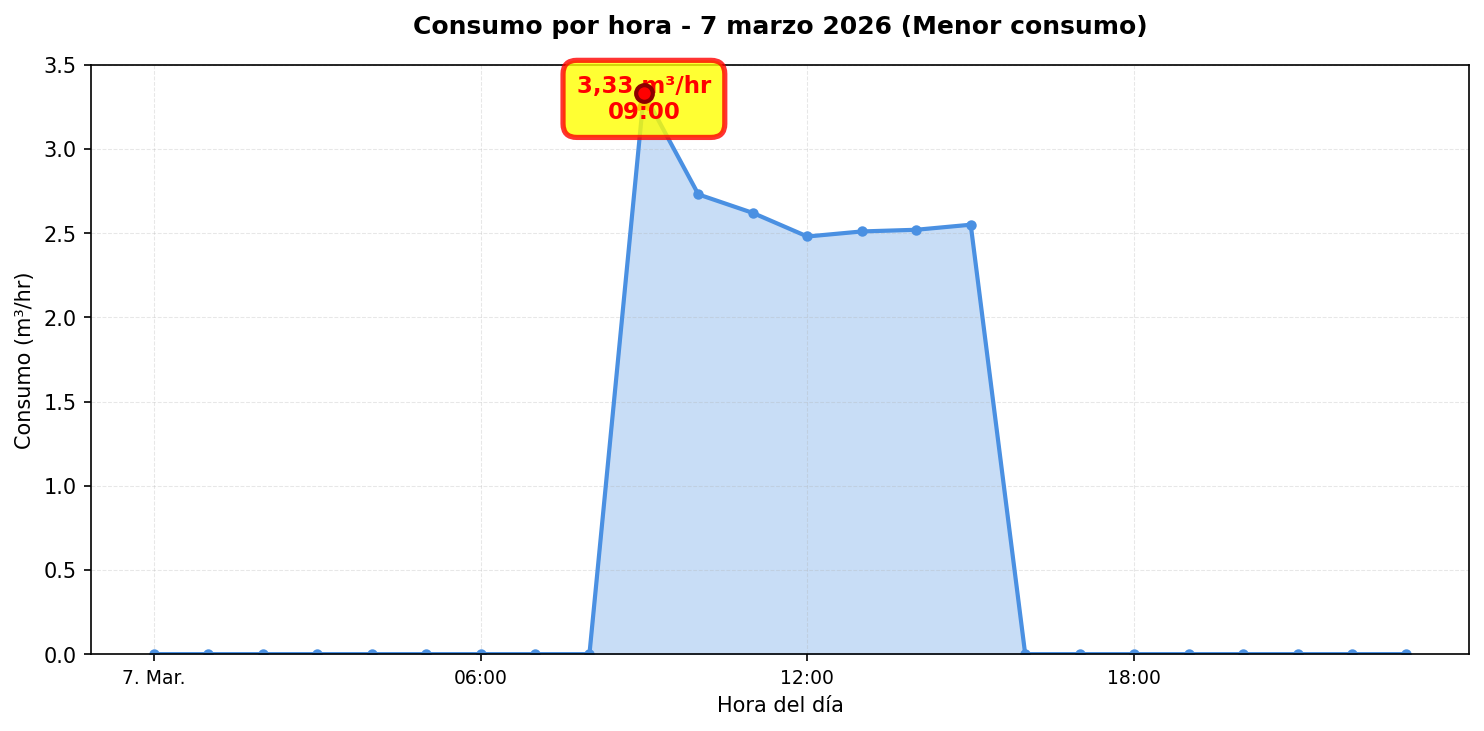 Consumo por hora - 7 marzo 2026 (Menor consumo)
3,33 m³/hr
09:00
Consumo (m³/hr)
3.5
3.0
2.5
2.0
1.5
1.0
0.5
0.0
7. Mar.
06:00
12:00
18:00
Hora del día